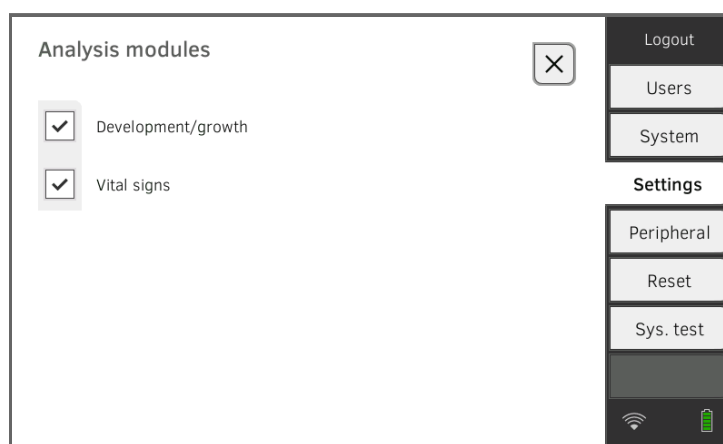 Analysis modules
Development/growth
Vital signs
Logout
Users
System
Settings
Peripheral
Reset
Sys. test